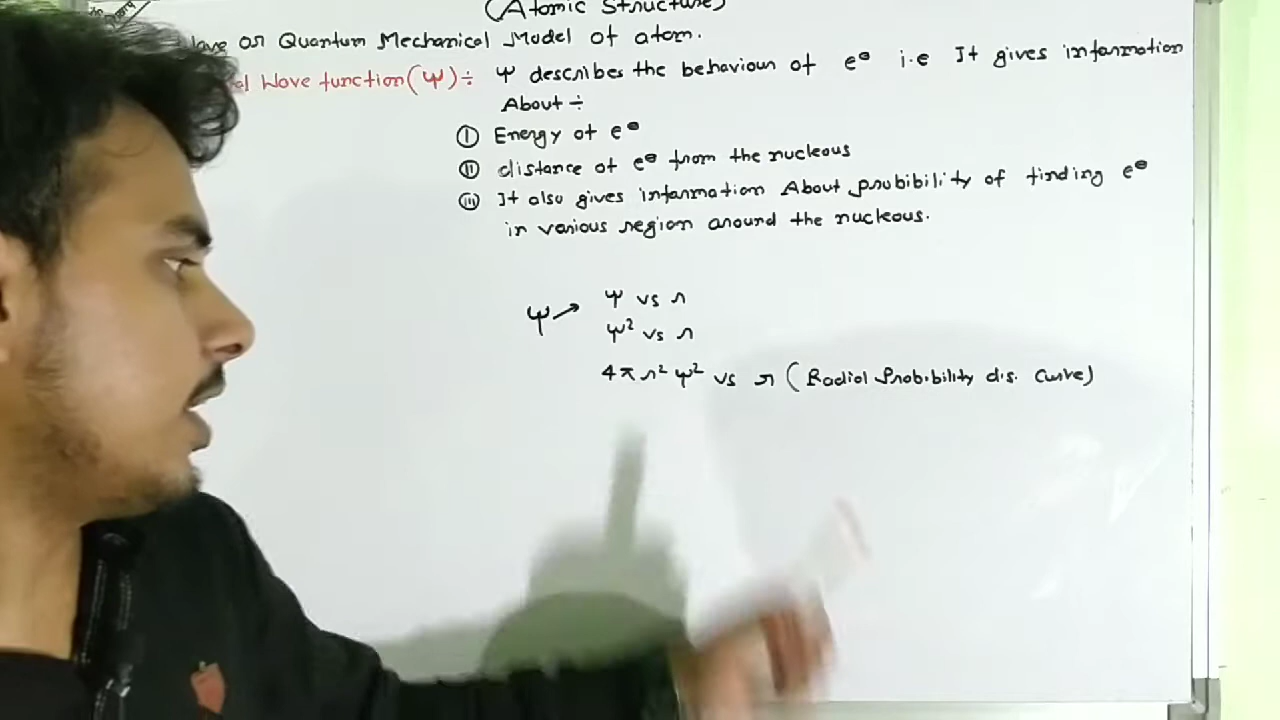 (Atomic Structure)
Wave or Quantum Mechanical Model of atom.
Wave function (Ψ) ÷ Ψ describes the behaviour of e⊖ i.e It gives information
About ÷
① Energy of e⊖
② distance of e⊖ from the nucleous
③ It also gives information About probibility of finding e⊖
in various region around the nucleous.
Ψ → Ψ vs r
Ψ² vs r
4πr²Ψ² vs r (Radial Probibility dis. Curve)